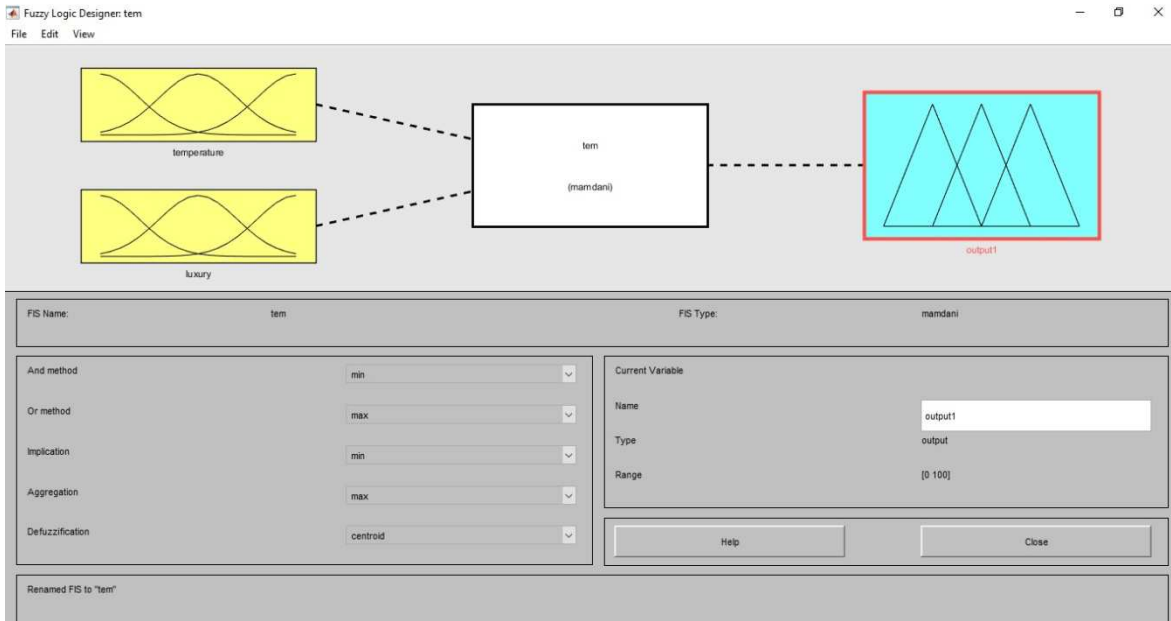 Fuzzy Logic Designer: tem
File Edit View
temperature
luxury
tem
(mamdani)
output1
FIS Name: tem FIS Type: mamdani
And method min
Or method max
Implication min
Aggregation max
Defuzzification centroid
Current Variable
Name output1
Type output
Range [0 100]
Help Close
Renamed FIS to "tem"